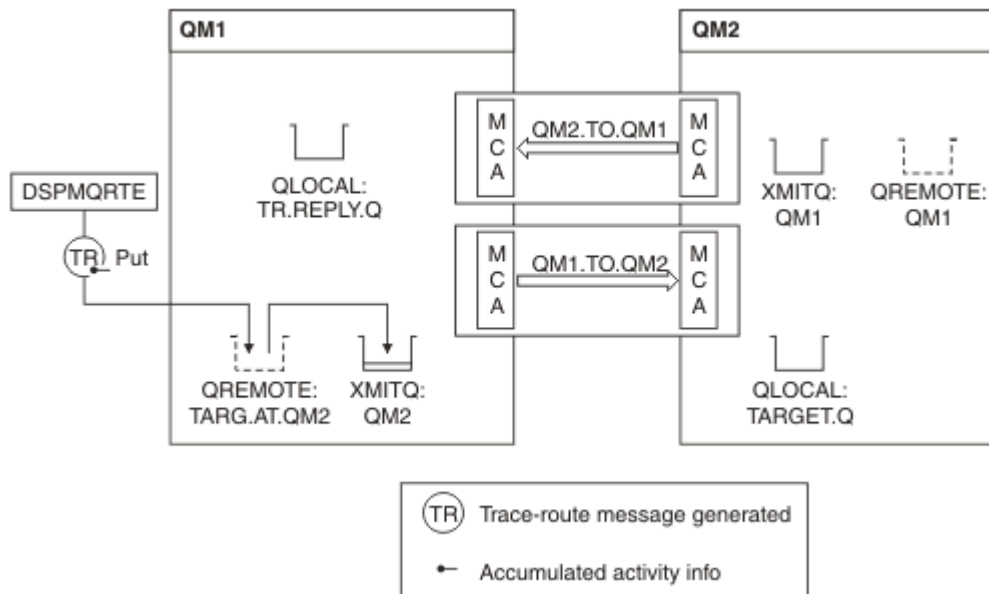 QM1
QM2
M
C
A
QM2.TO.QM1
M
C
A
QLOCAL:
TR.REPLY.Q
XMITQ:
QM1
QREMOTE:
QM1
DSPMQRTE
TR
Put
M
C
A
QM1.TO.QM2
M
C
A
QREMOTE:
TARG.AT.QM2
XMITQ:
QM2
QLOCAL:
TARGET.Q
TR Trace-route message generated
Accumulated activity info